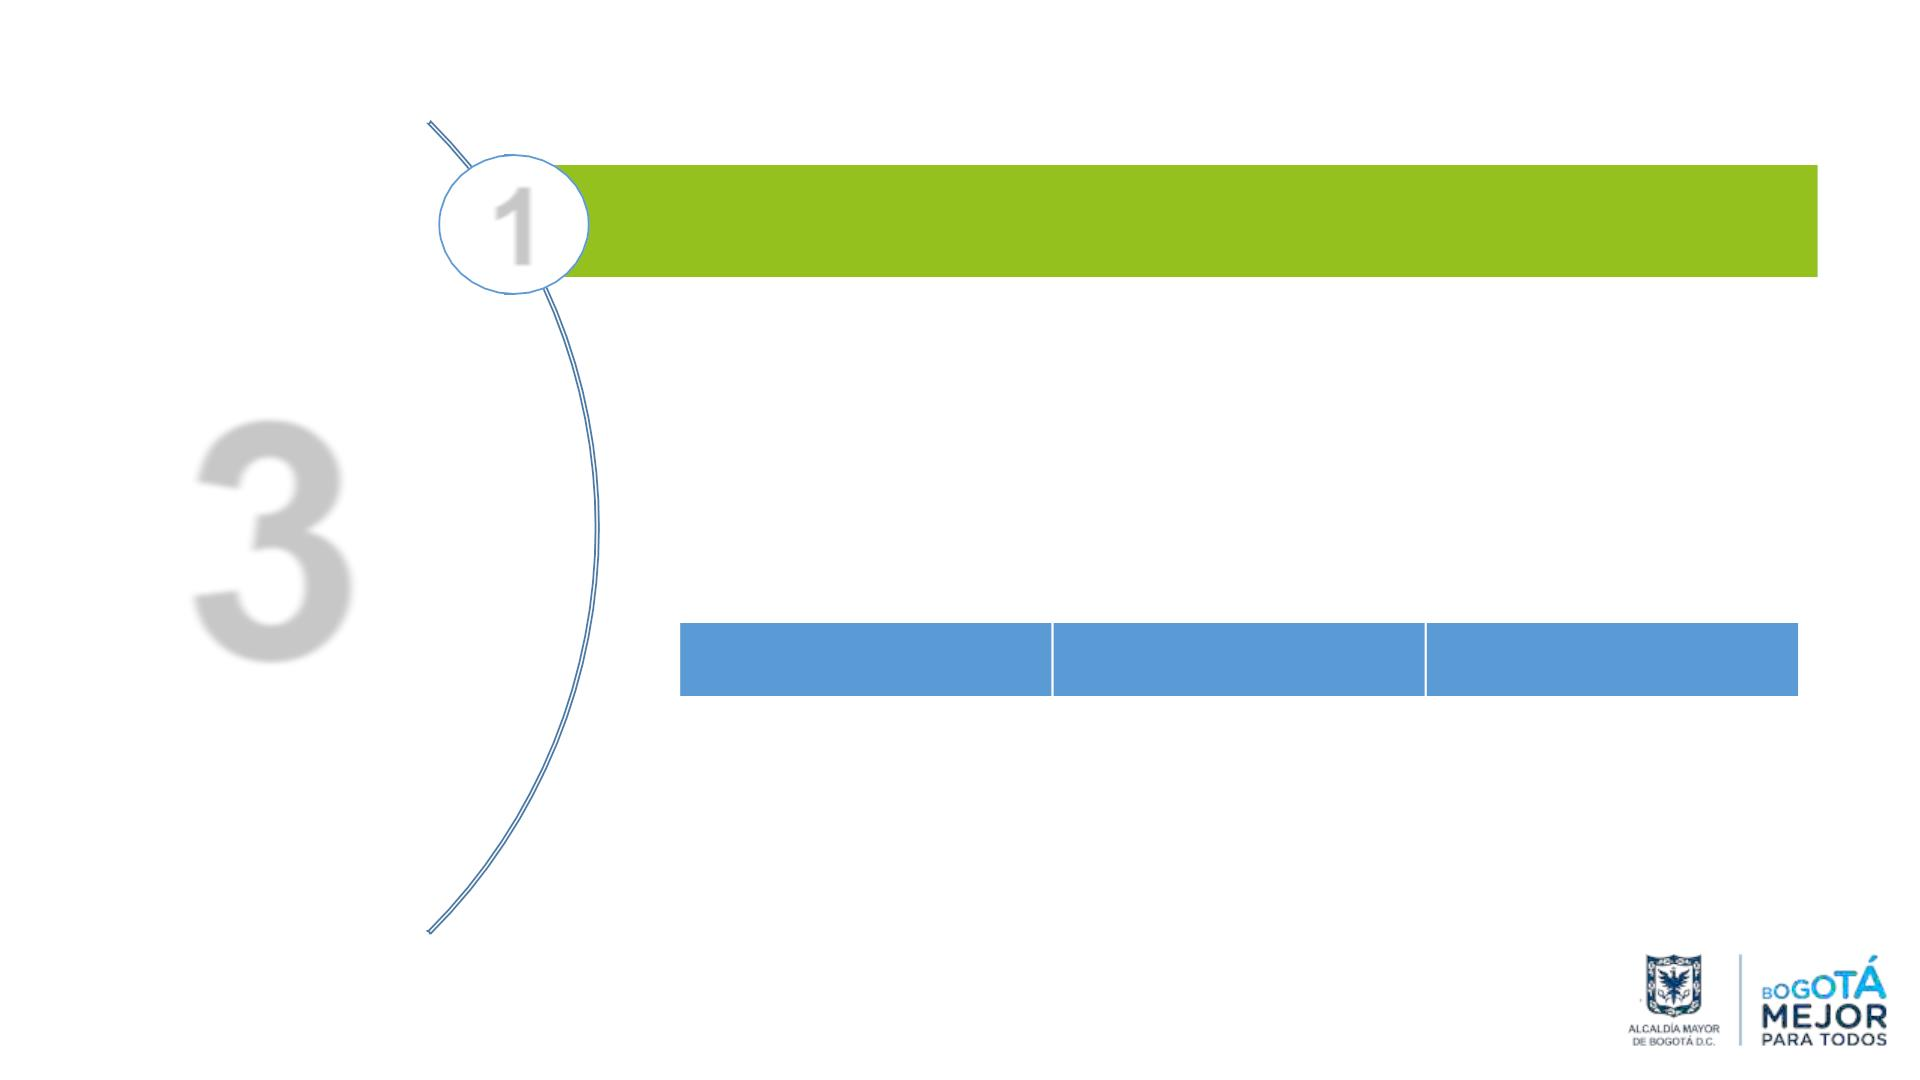 1
3
ALCALDÍA MAYOR
DE BOGOTÁ D.C.
BOGOTÁ
MEJOR
PARA TODOS